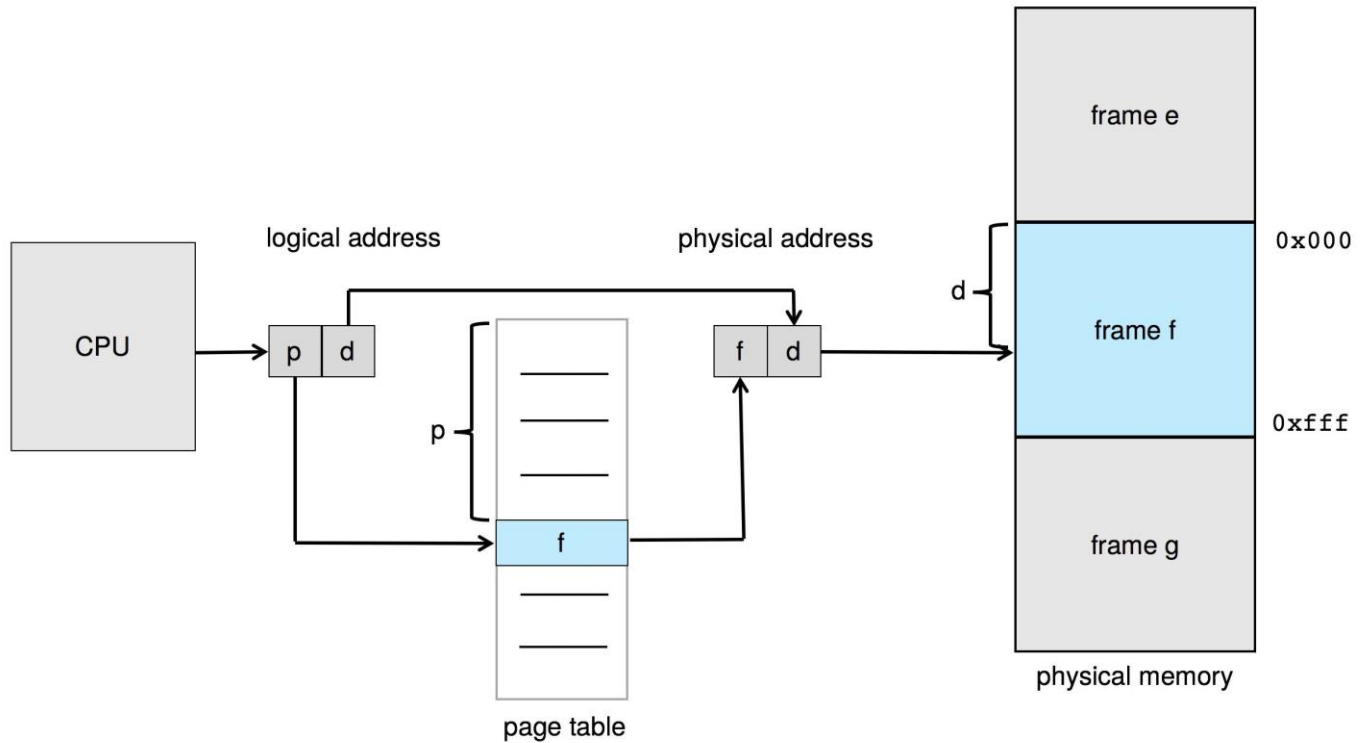 frame e
logical address
physical address
0x000
d
CPU
p
d
f
d
frame f
p
0xfff
f
frame g
physical memory
page table